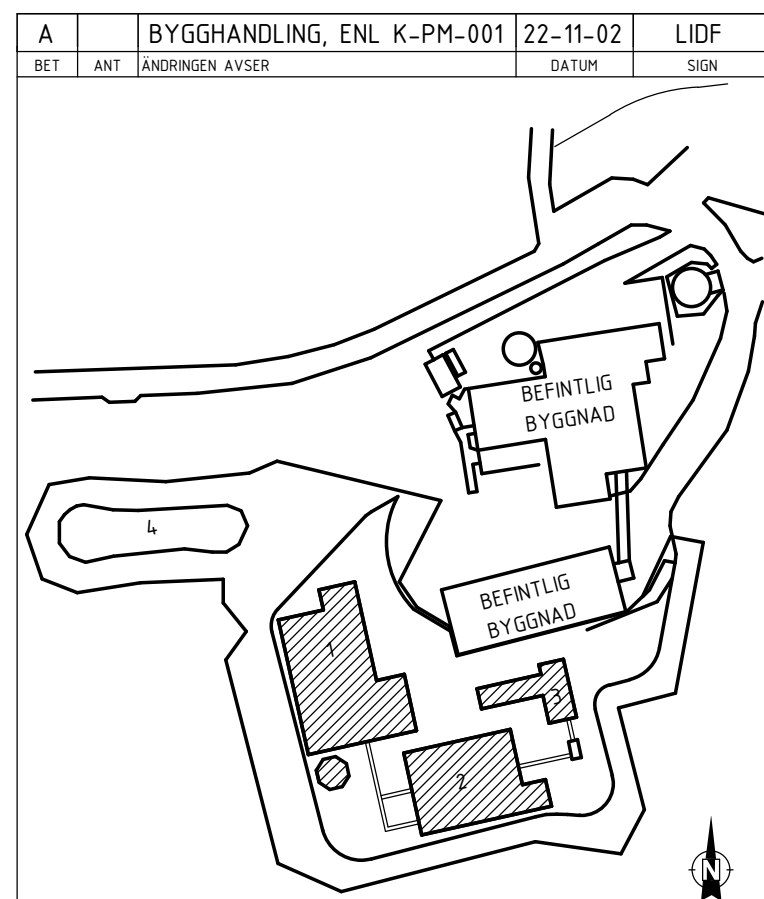 A BYGGHANDLING, ENL K-PM-001 22-11-02 LIDF
BET ANT ÄNDRINGEN AVSER DATUM SIGN
BEFINTLIG
BYGGNAD
4
BEFINTLIG
BYGGNAD
1
3
2
N